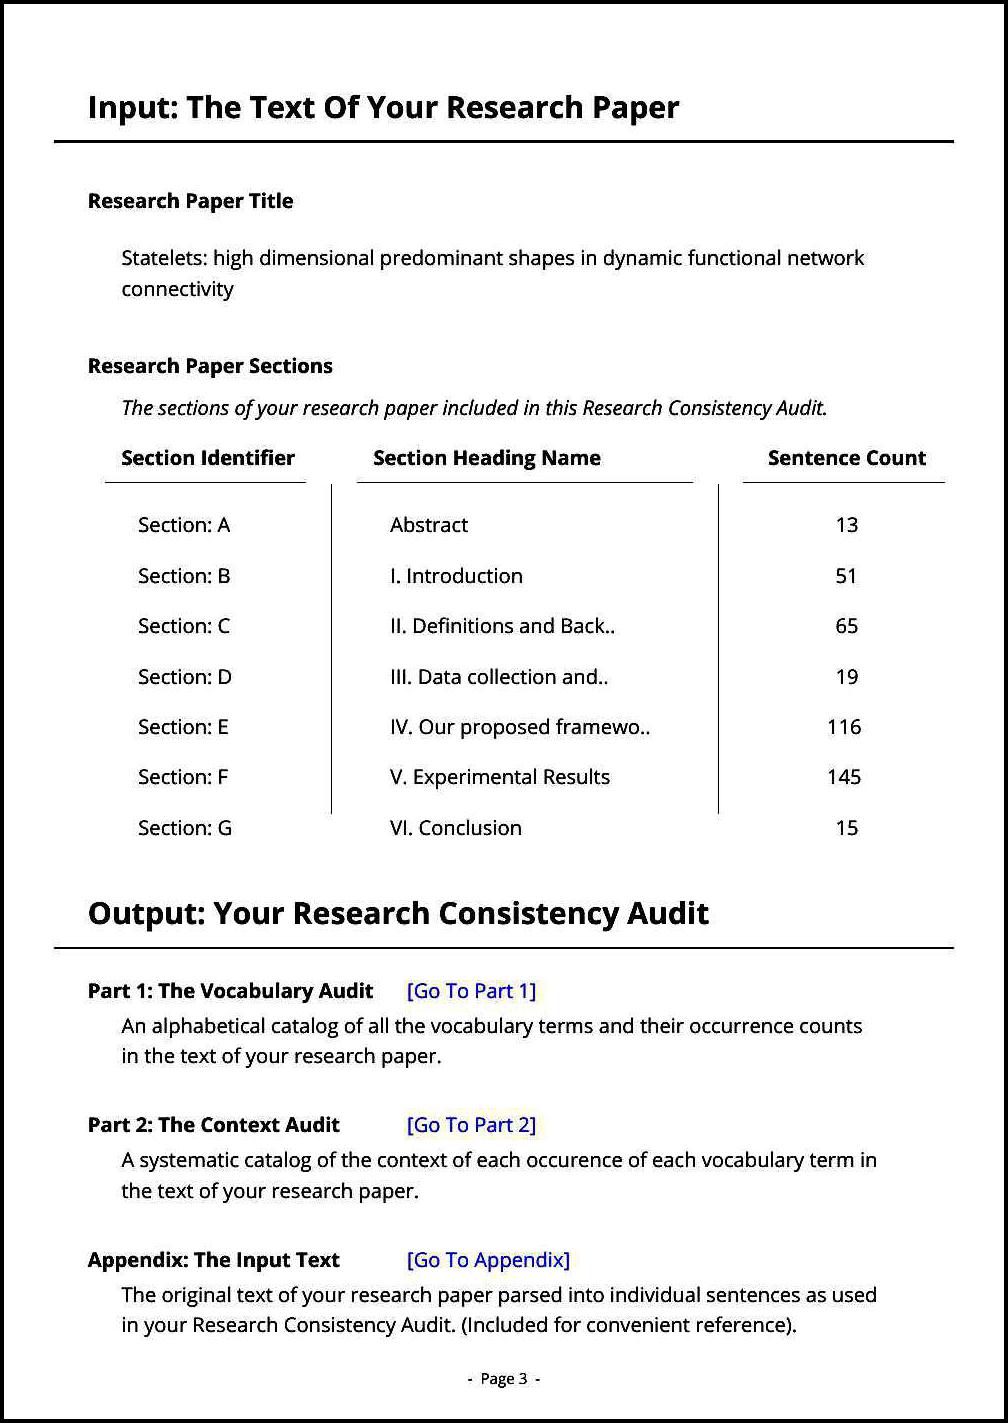 Input: The Text Of Your Research Paper
Research Paper Title
Statelets: high dimensional predominant shapes in dynamic functional network
connectivity
Research Paper Sections
The sections of your research paper included in this Research Consistency Audit.
Section Identifier Section Heading Name Sentence Count
Section: A Abstract 13
Section: B I. Introduction 51
Section: C II. Definitions and Back.. 65
Section: D III. Data collection and.. 19
Section: E IV. Our proposed framewo.. 116
Section: F V. Experimental Results 145
Section: G VI. Conclusion 15
Output: Your Research Consistency Audit
Part 1: The Vocabulary Audit [Go To Part 1]
An alphabetical catalog of all the vocabulary terms and their occurrence counts
in the text of your research paper.
Part 2: The Context Audit [Go To Part 2]
A systematic catalog of the context of each occurence of each vocabulary term in
the text of your research paper.
Appendix: The Input Text [Go To Appendix]
The original text of your research paper parsed into individual sentences as used
in your Research Consistency Audit. (Included for convenient reference).
- Page 3 -